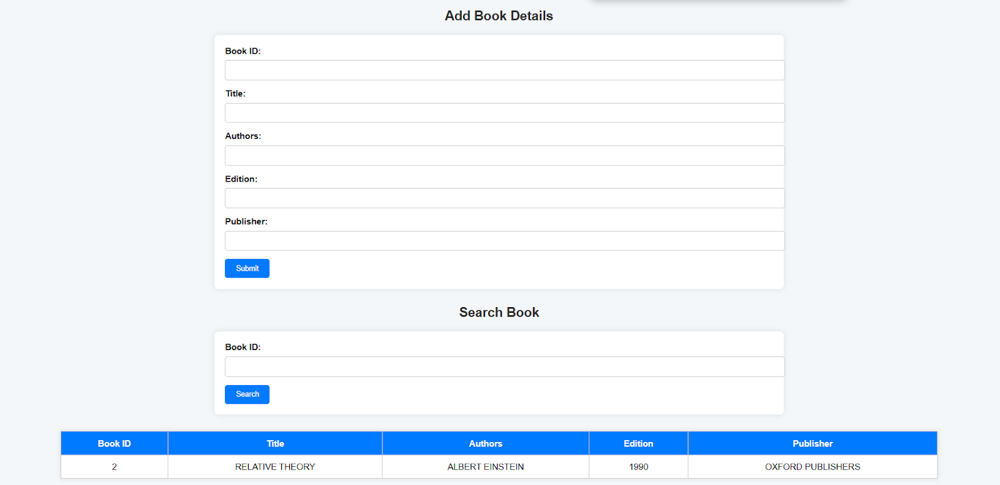 Add Book Details
Book ID:
Title:
Authors:
Edition:
Publisher:
Submit
Search Book
Book ID:
Search
Book ID Title Authors Edition Publisher
2 RELATIVE THEORY ALBERT EINSTEIN 1990 OXFORD PUBLISHERS